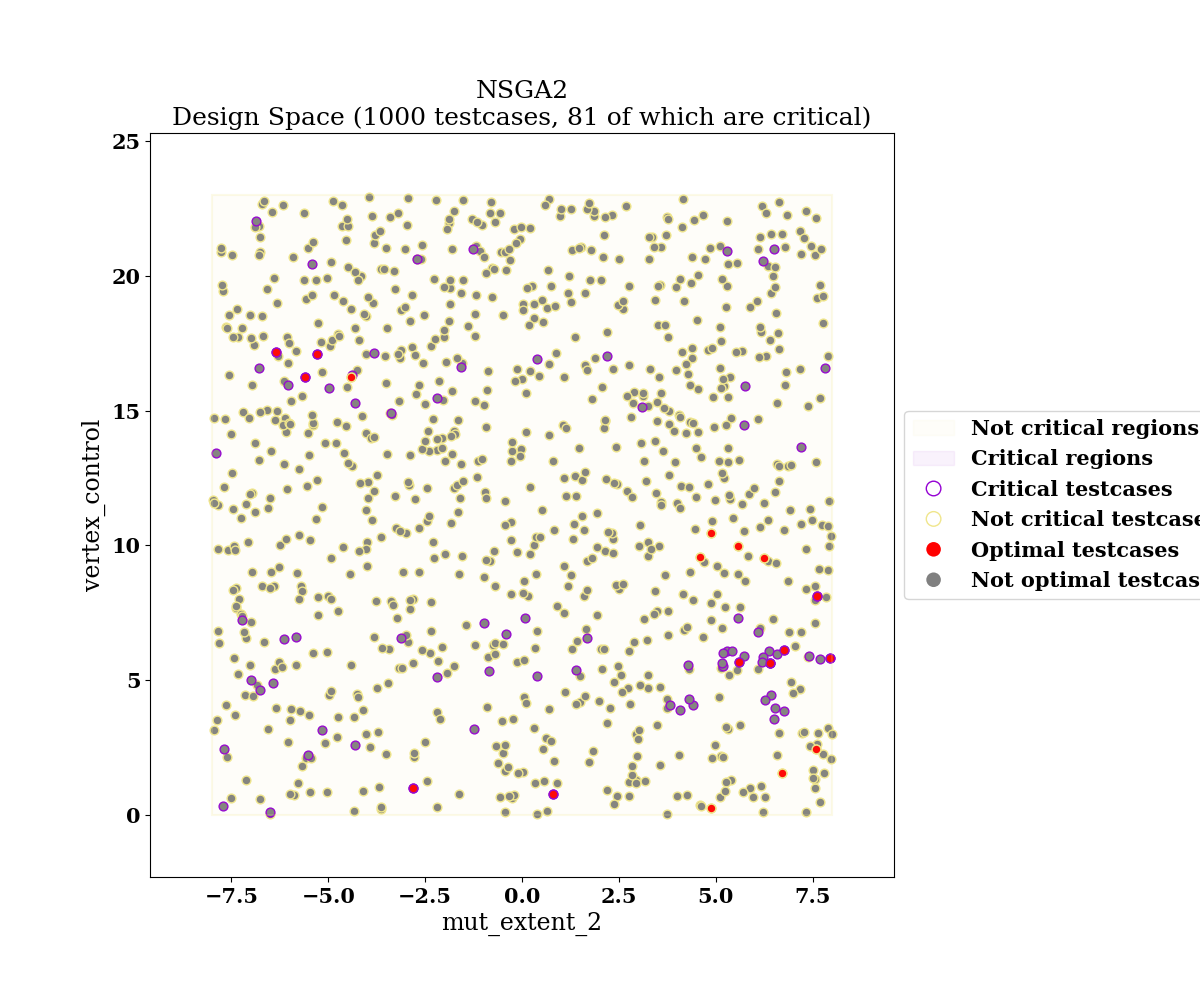 NSGA2
Design Space (1000 testcases, 81 of which are critical)
25
20
15
10
5
0
vertex_control
−7.5
−5.0
−2.5
0.0
2.5
5.0
7.5
mut_extent_2
Not critical regions
Critical regions
Critical testcases
Not critical testcase
Optimal testcases
Not optimal testcas